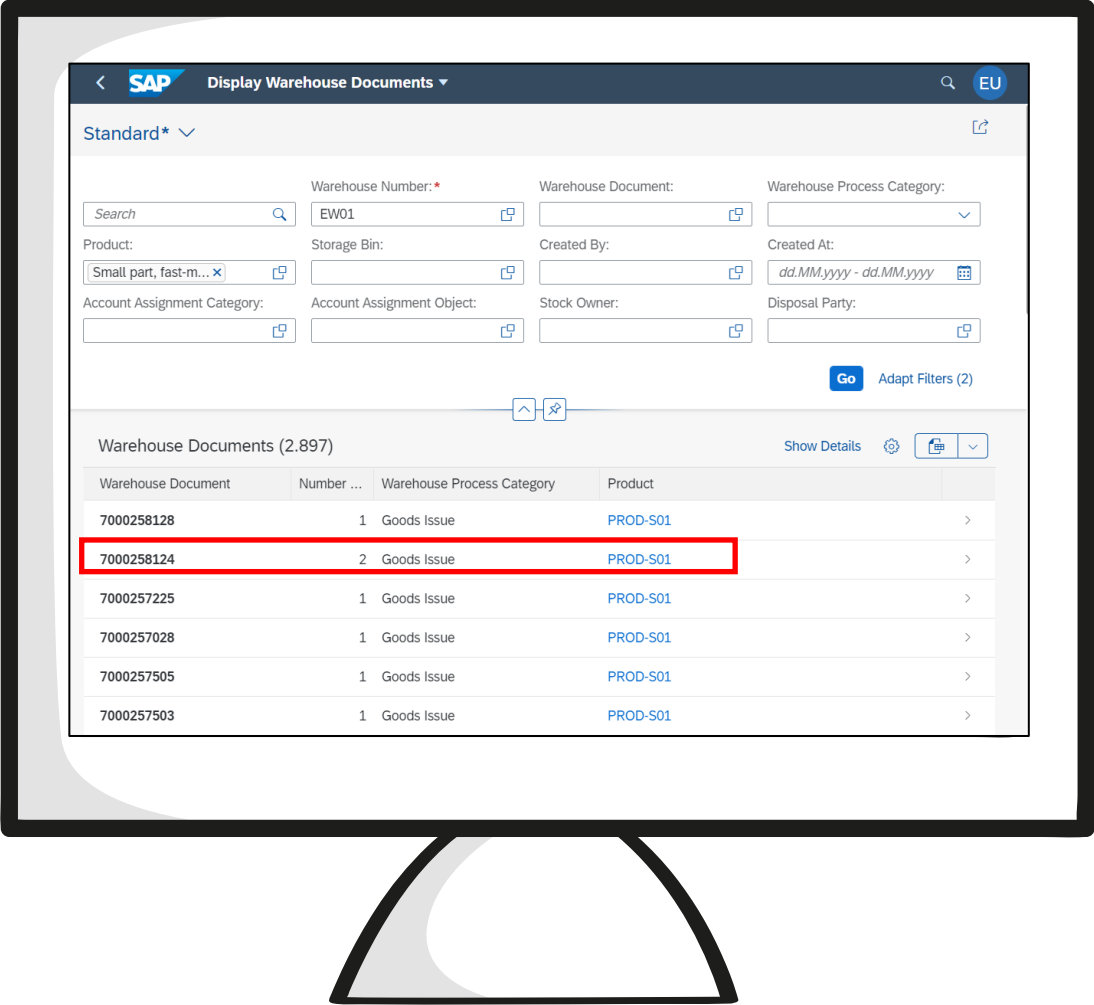 SAP Display Warehouse Documents EU
Standard*
Warehouse Number:* Warehouse Document: Warehouse Process Category:
Search EW01
Product: Storage Bin: Created By: Created At:
Small part, fast-m... dd.MM.yyyy - dd.MM.yyyy
Account Assignment Category: Account Assignment Object: Stock Owner: Disposal Party:
Go Adapt Filters (2)
Warehouse Documents (2.897) Show Details
Warehouse Document Number ... Warehouse Process Category Product
7000258128 1 Goods Issue PROD-S01
7000258124 2 Goods Issue PROD-S01
7000257225 1 Goods Issue PROD-S01
7000257028 1 Goods Issue PROD-S01
7000257505 1 Goods Issue PROD-S01
7000257503 1 Goods Issue PROD-S01